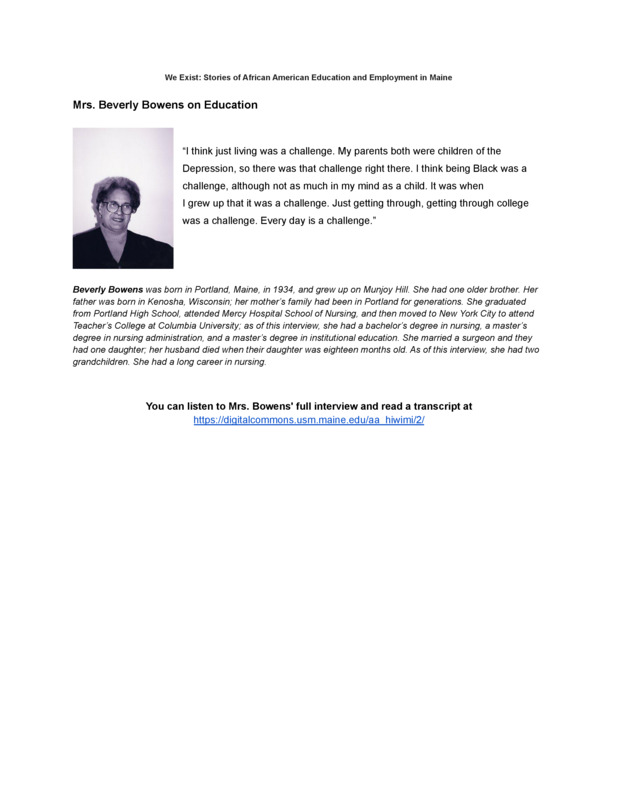 We Exist: Stories of African American Education and Employment in Maine
Mrs. Beverly Bowens on Education
“I think just living was a challenge. My parents both were children of the
Depression, so there was that challenge right there. I think being Black was a
challenge, although not as much in my mind as a child. It was when
I grew up that it was a challenge. Just getting through, getting through college
was a challenge. Every day is a challenge.”
Beverly Bowens was born in Portland, Maine, in 1934, and grew up on Munjoy Hill. She had one older brother. Her
father was born in Kenosha, Wisconsin; her mother’s family had been in Portland for generations. She graduated
from Portland High School, attended Mercy Hospital School of Nursing, and then moved to New York City to attend
Teacher’s College at Columbia University; as of this interview, she had a bachelor’s degree in nursing, a master’s
degree in nursing administration, and a master’s degree in institutional education. She married a surgeon and they
had one daughter; her husband died when their daughter was eighteen months old. As of this interview, she had two
grandchildren. She had a long career in nursing.
You can listen to Mrs. Bowens' full interview and read a transcript at
https://digitalcommons.usm.maine.edu/aa_hiwimi/2/